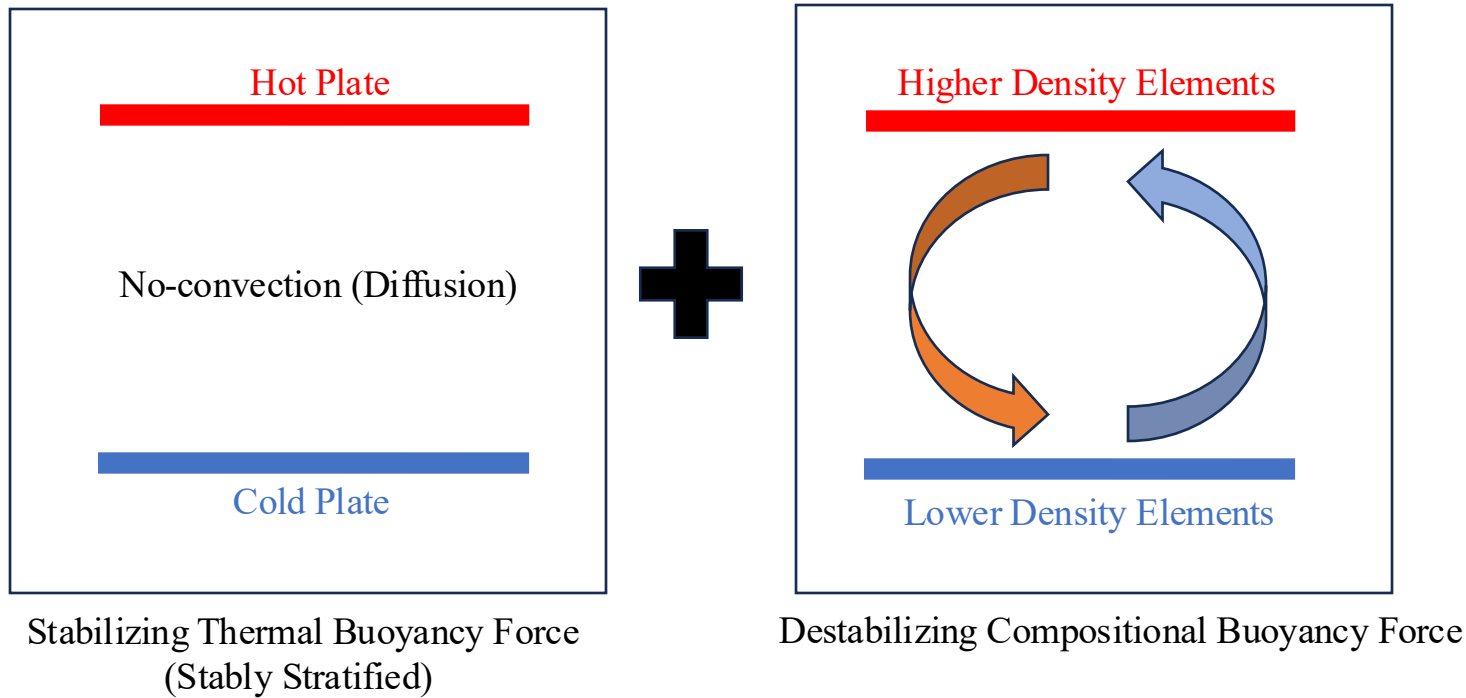 Hot Plate
No-convection (Diffusion)
Cold Plate
Stabilizing Thermal Buoyancy Force
(Stably Stratified)
Higher Density Elements
Lower Density Elements
Destabilizing Compositional Buoyancy Force